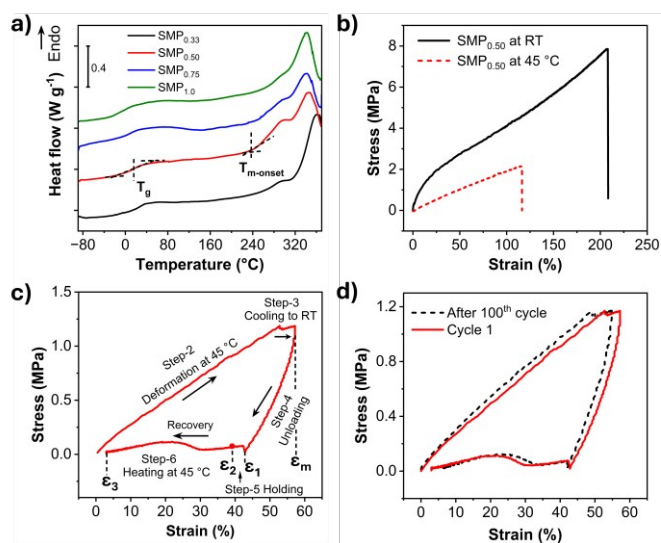 a)
Endo
0.4
SMP0.33
SMP0.50
SMP0.75
SMP1.0
Tg
Tm-onset
Heat flow (W g-1)
−80 0 80 160 240 320
Temperature (°C)
b)
SMP0.50 at RT
SMP0.50 at 45 °C
8
6
4
2
0
Stress (MPa)
0 50 100 150 200 250
Strain (%)
c)
Step-3
Cooling to RT
Step-2
Deformation at 45 °C
Step-4
Unloading
Recovery
Step-6
Heating at 45 °C
Step-5 Holding
ε3
ε2
ε1
εm
1.5
1.0
0.5
0.0
Stress (MPa)
0 10 20 30 40 50 60
Strain (%)
d)
After 100th cycle
Cycle 1
1.2
0.8
0.4
0.0
Stress (MPa)
0 10 20 30 40 50 60
Strain (%)